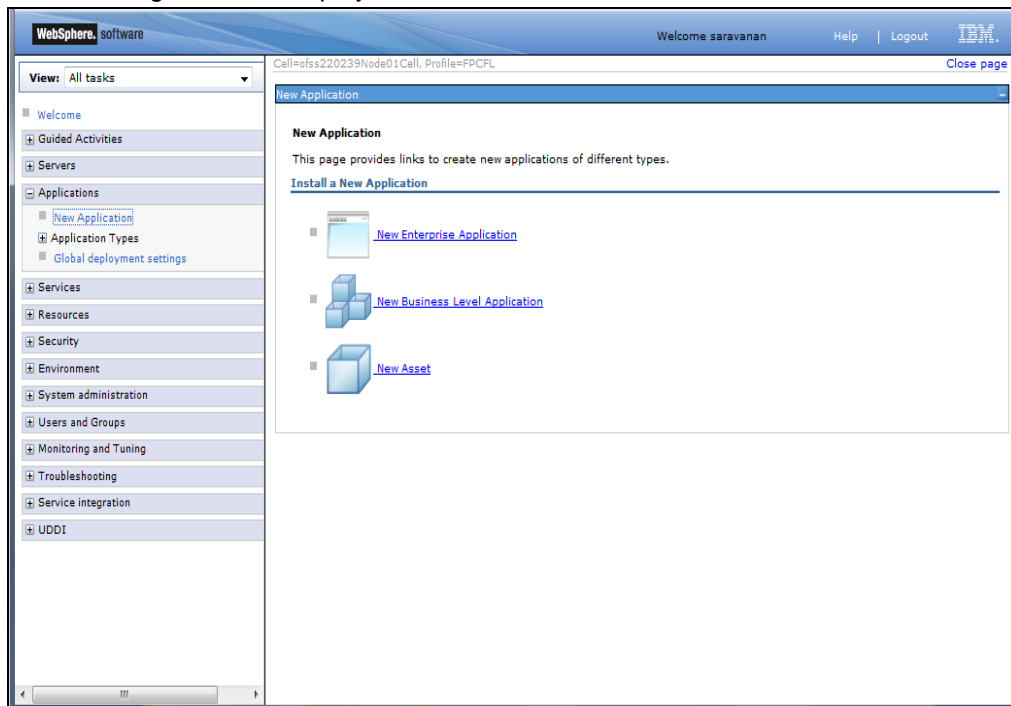 WebSphere. software
Welcome saravanan
Help | Logout
IBM.
View: All tasks
Cell=ofss220239Node01Cell, Profile=FPCFL
Close page
Welcome
Guided Activities
Servers
Applications
New Application
Application Types
Global deployment settings
Services
Resources
Security
Environment
System administration
Users and Groups
Monitoring and Tuning
Troubleshooting
Service integration
UDDI
New Application
New Application
This page provides links to create new applications of different types.
Install a New Application
New Enterprise Application
New Business Level Application
New Asset